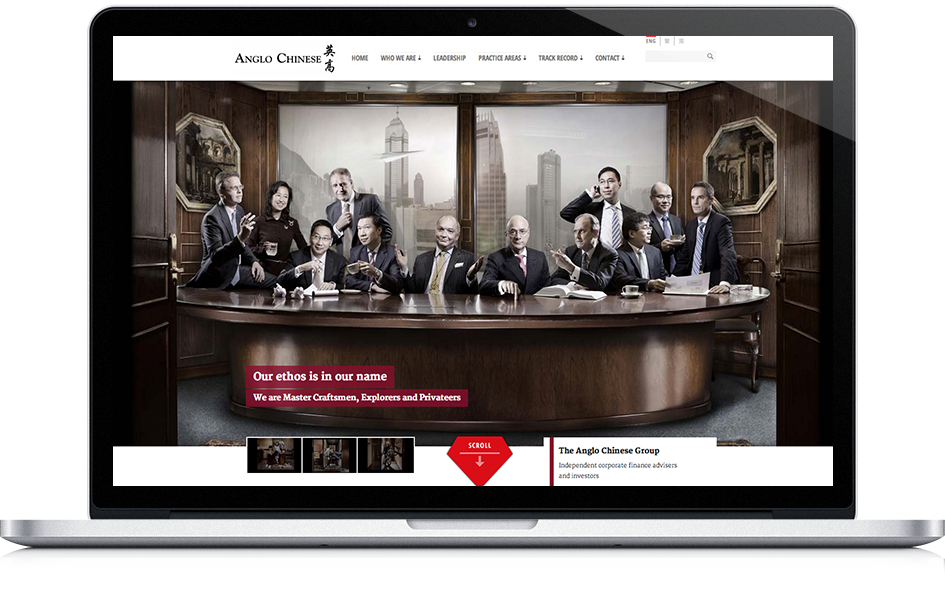 ANGLO CHINESE 英高
HOME WHO WE ARE LEADERSHIP PRACTICE AREAS TRACK RECORD CONTACT
ENG 繁 简
Our ethos is in our name
We are Master Craftsmen, Explorers and Privateers
SCROLL
The Anglo Chinese Group
Independent corporate finance advisers
and investors